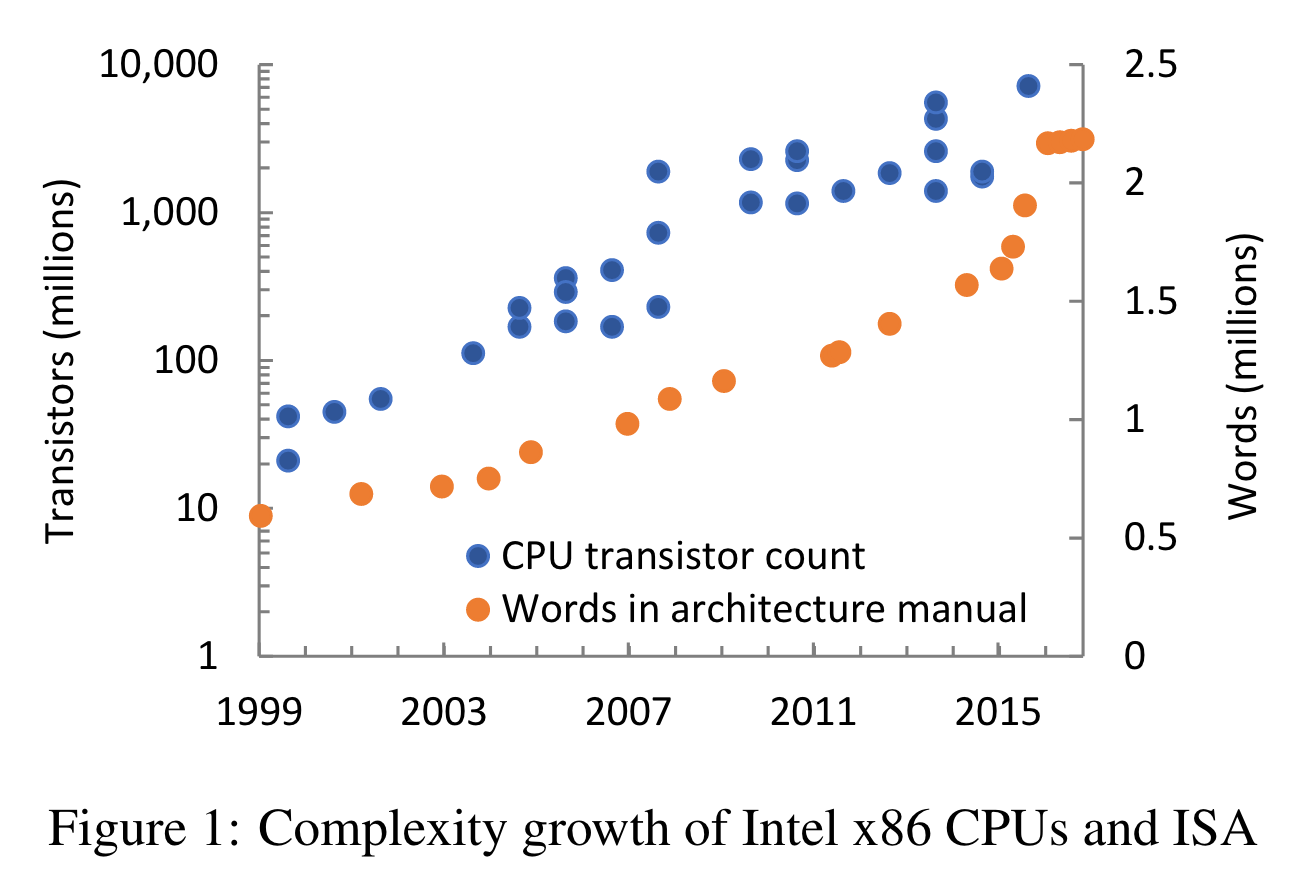 10,000
1,000
100
10
1
Transistors (millions)
2.5
2
1.5
1
0.5
0
Words (millions)
CPU transistor count
Words in architecture manual
1999 2003 2007 2011 2015
Figure 1: Complexity growth of Intel x86 CPUs and ISA